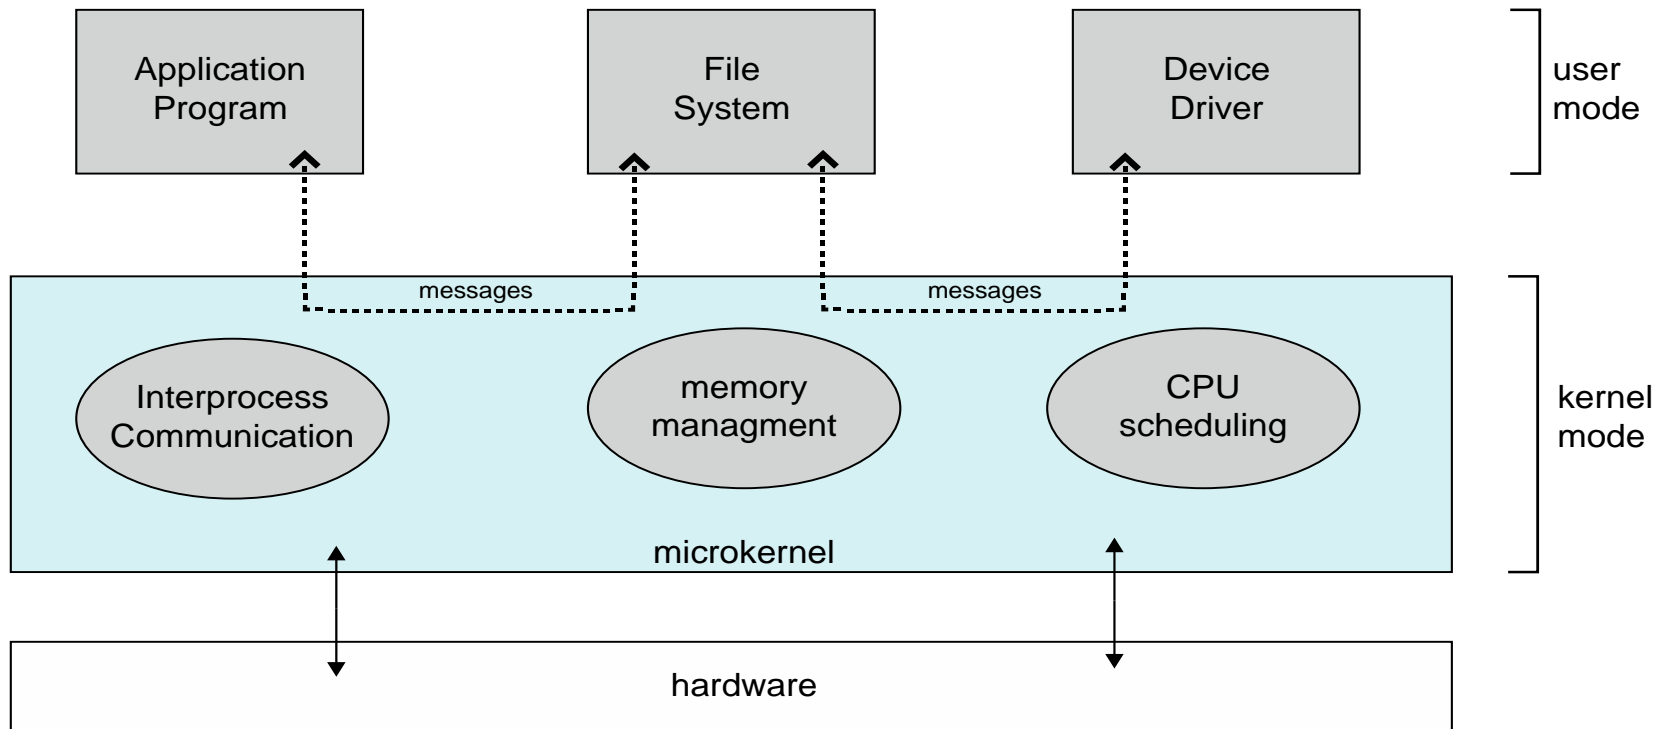 Application
Program
File
System
Device
Driver
user
mode
messages
messages
Interprocess
Communication
memory
managment
CPU
scheduling
kernel
mode
microkernel
hardware